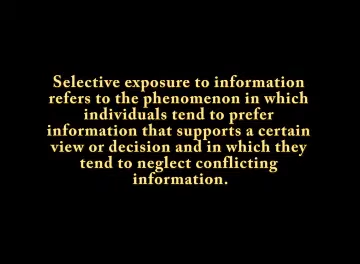 Selective exposure to information
refers to the phenomenon in which
individuals tend to prefer
information that supports a certain
view or decision and in which they
tend to neglect conflicting
information.